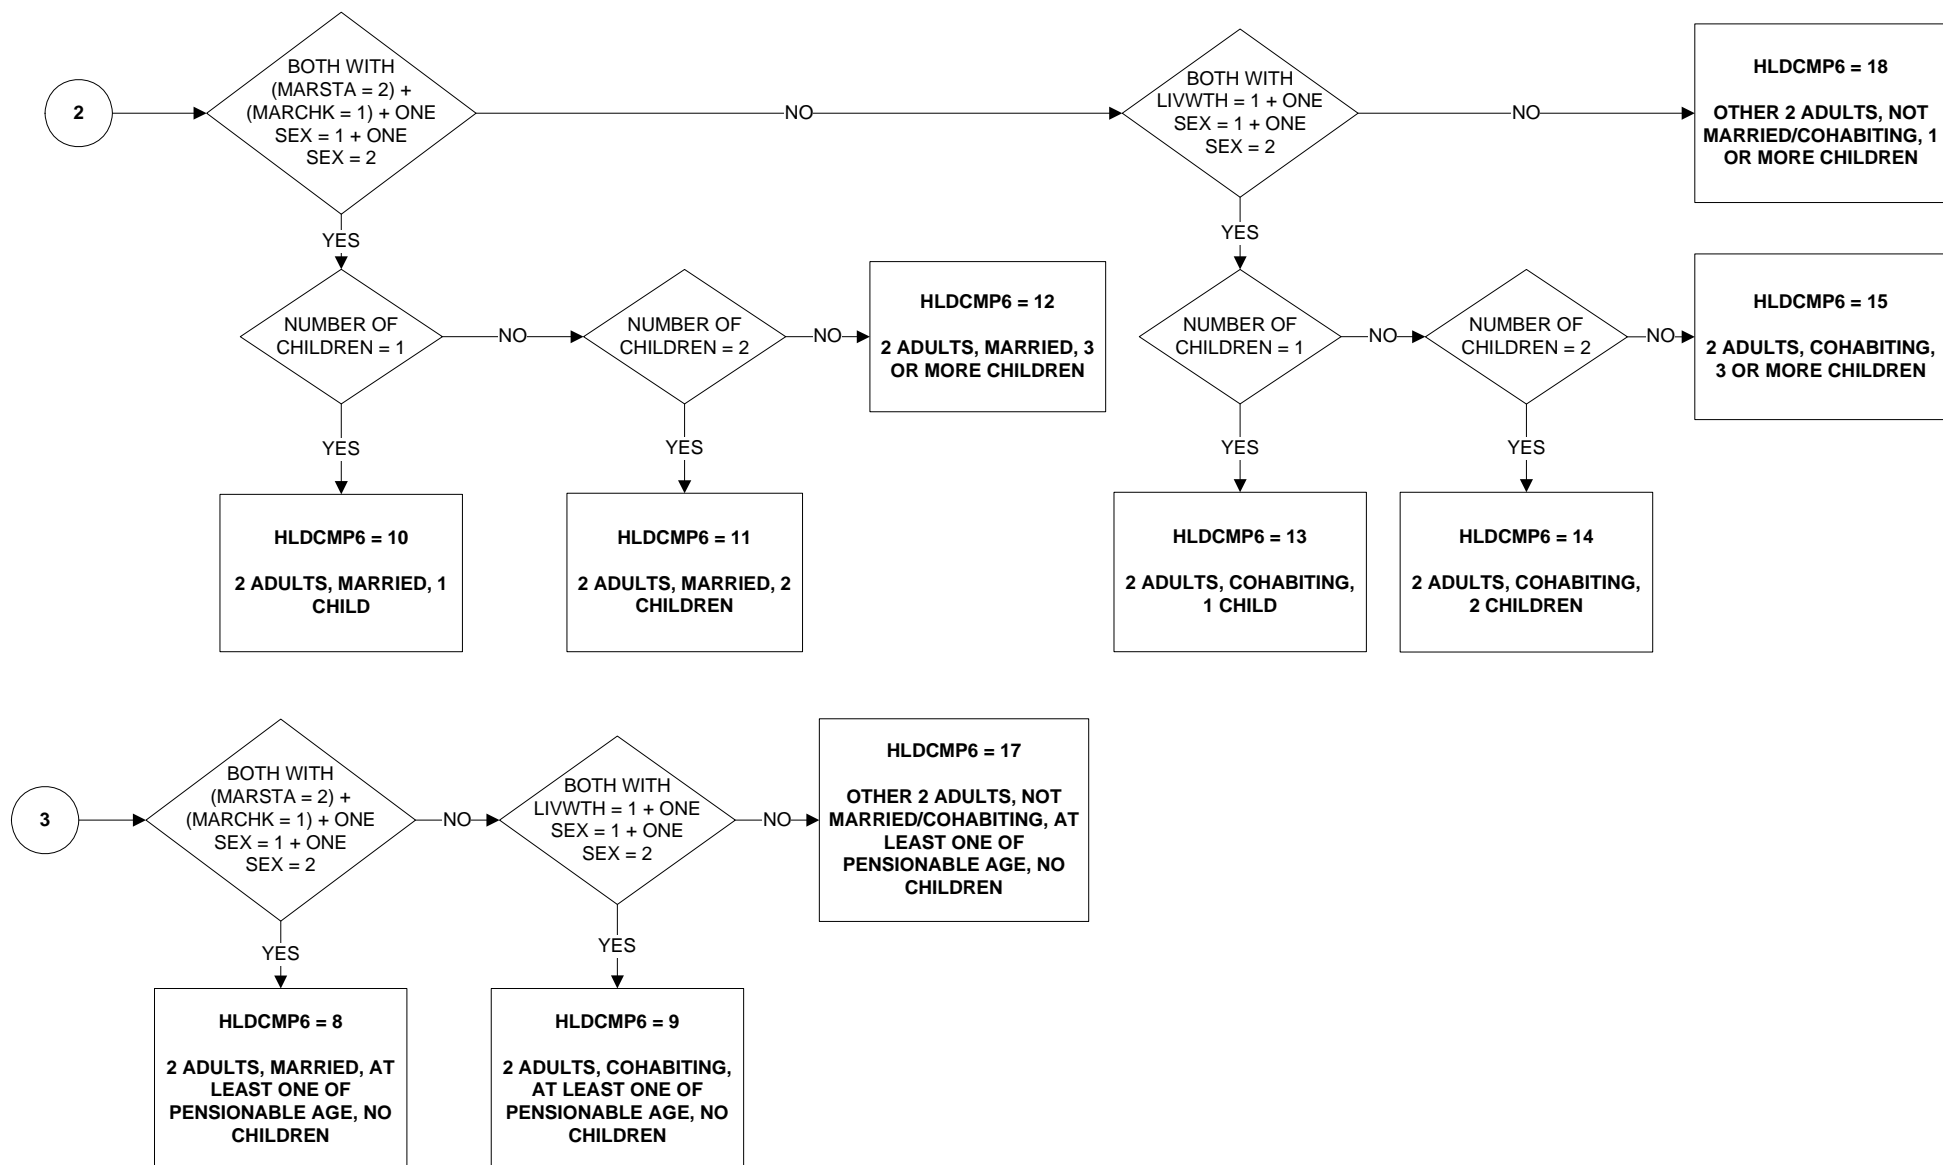 2
BOTH WITH
(MARSTA = 2) +
(MARCHK = 1) + ONE
SEX = 1 + ONE
SEX = 2
NO
BOTH WITH
LIVWTH = 1 + ONE
SEX = 1 + ONE
SEX = 2
NO
HLDCMP6 = 18
OTHER 2 ADULTS, NOT
MARRIED/COHABITING, 1
OR MORE CHILDREN
YES
YES
NUMBER OF
CHILDREN = 1
NO
NUMBER OF
CHILDREN = 2
NO
HLDCMP6 = 12
2 ADULTS, MARRIED, 3
OR MORE CHILDREN
NUMBER OF
CHILDREN = 1
NO
NUMBER OF
CHILDREN = 2
NO
HLDCMP6 = 15
2 ADULTS, COHABITING,
3 OR MORE CHILDREN
YES
YES
YES
YES
HLDCMP6 = 10
2 ADULTS, MARRIED, 1
CHILD
HLDCMP6 = 11
2 ADULTS, MARRIED, 2
CHILDREN
HLDCMP6 = 13
2 ADULTS, COHABITING,
1 CHILD
HLDCMP6 = 14
2 ADULTS, COHABITING,
2 CHILDREN
3
BOTH WITH
(MARSTA = 2) +
(MARCHK = 1) + ONE
SEX = 1 + ONE
SEX = 2
NO
BOTH WITH
LIVWTH = 1 + ONE
SEX = 1 + ONE
SEX = 2
NO
HLDCMP6 = 17
OTHER 2 ADULTS, NOT
MARRIED/COHABITING, AT
LEAST ONE OF
PENSIONABLE AGE, NO
CHILDREN
YES
YES
HLDCMP6 = 8
2 ADULTS, MARRIED, AT
LEAST ONE OF
PENSIONABLE AGE, NO
CHILDREN
HLDCMP6 = 9
2 ADULTS, COHABITING,
AT LEAST ONE OF
PENSIONABLE AGE, NO
CHILDREN